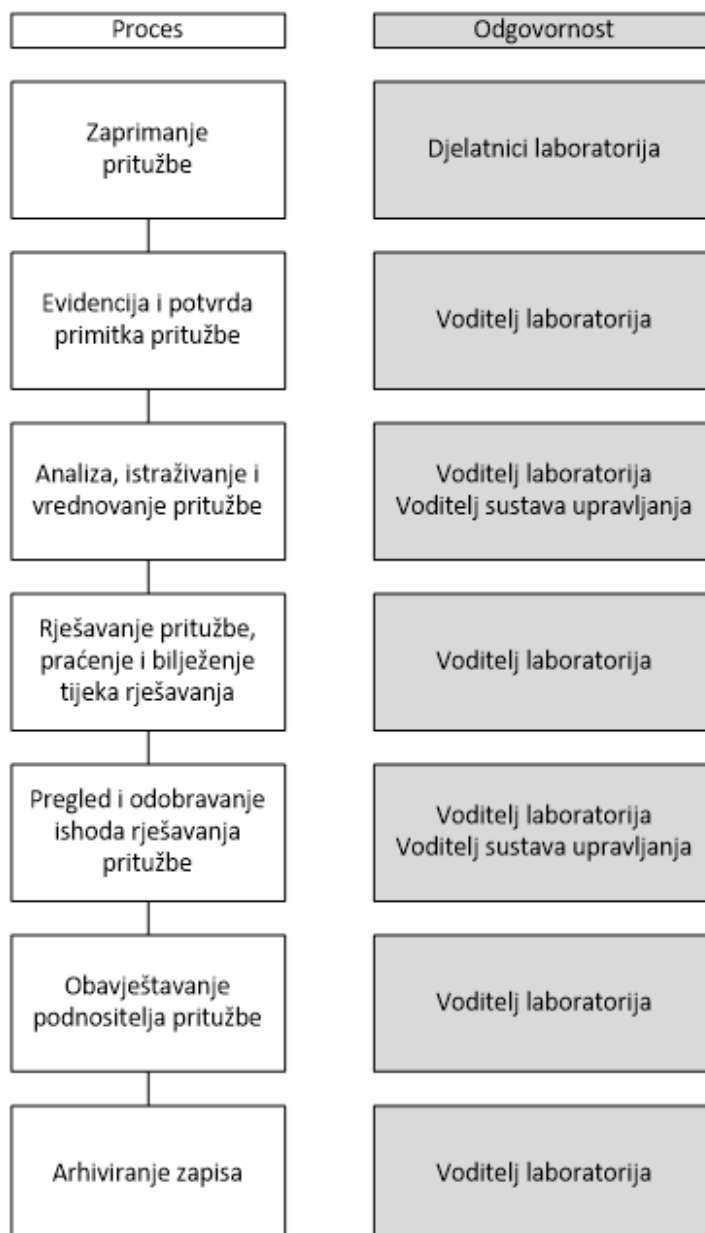 Proces
Odgovornost
Zaprimanje
pritužbe
Djelatnici laboratorija
Evidencija i potvrda
primitka pritužbe
Voditelj laboratorija
Analiza, istraživanje i
vrednovanje pritužbe
Voditelj laboratorija
Voditelj sustava upravljanja
Rješavanje pritužbe,
praćenje i bilježenje
tijeka rješavanja
Voditelj laboratorija
Pregled i odobravanje
ishoda rješavanja
pritužbe
Voditelj laboratorija
Voditelj sustava upravljanja
Obavještavanje
podnositelja pritužbe
Voditelj laboratorija
Arhiviranje zapisa
Voditelj laboratorija